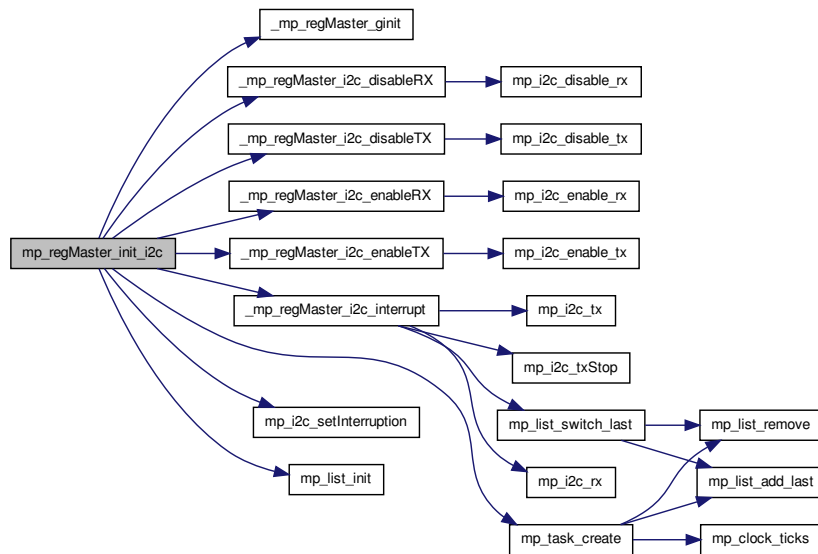 _mp_regMaster_ginit
_mp_regMaster_i2c_disableRX
mp_i2c_disable_rx
_mp_regMaster_i2c_disableTX
mp_i2c_disable_tx
_mp_regMaster_i2c_enableRX
mp_i2c_enable_rx
mp_regMaster_init_i2c
_mp_regMaster_i2c_enableTX
mp_i2c_enable_tx
_mp_regMaster_i2c_interrupt
mp_i2c_tx
mp_i2c_txStop
mp_i2c_setInterruption
mp_list_switch_last
mp_list_remove
mp_list_init
mp_i2c_rx
mp_list_add_last
mp_task_create
mp_clock_ticks